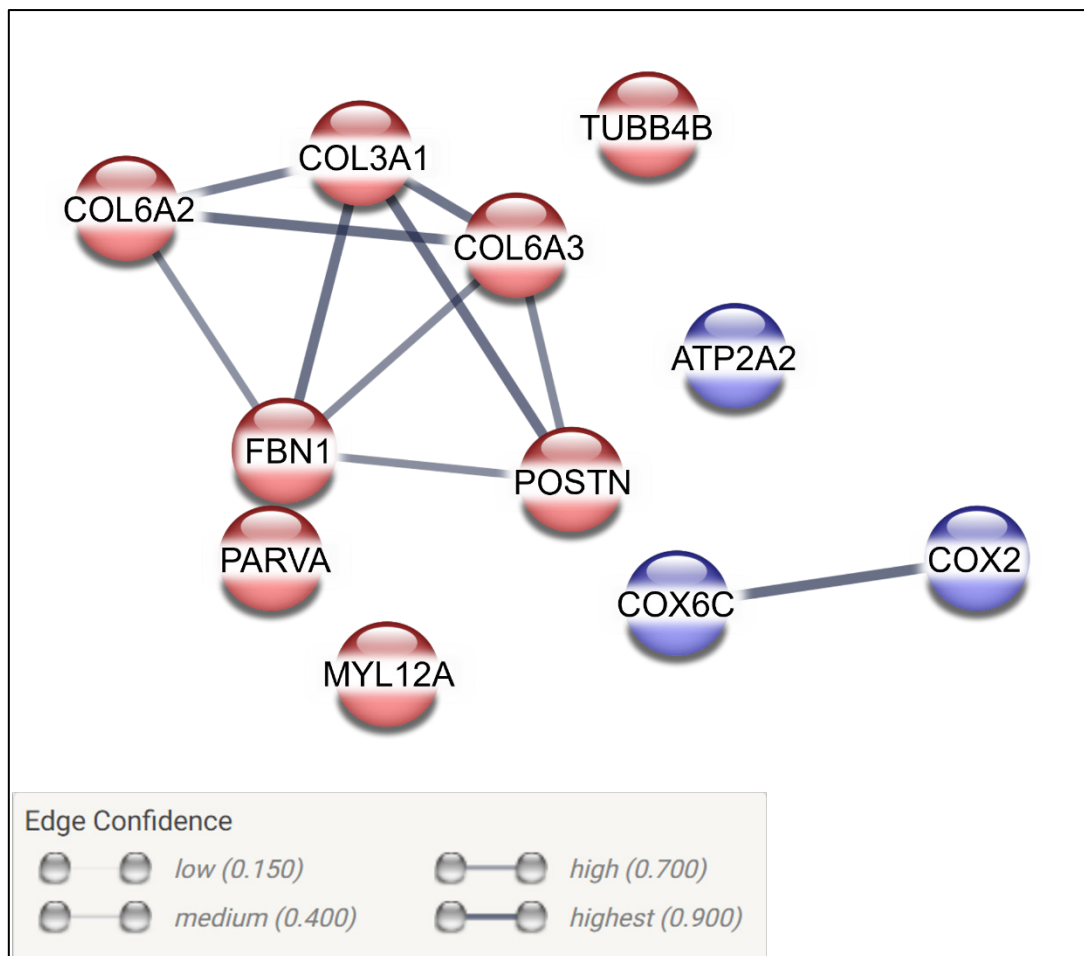 TUBB4B
COL3A1
COL6A2
COL6A3
ATP2A2
FBN1
POSTN
PARVA
COX2
COX6C
MYL12A
Edge Confidence
low (0.150)
high (0.700)
medium (0.400)
highest (0.900)